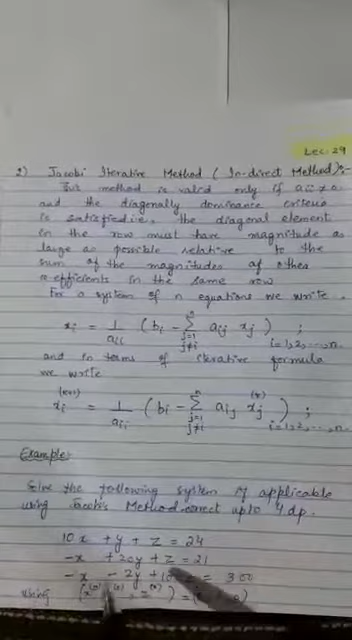 Lec. 29
2) Jacobi Iterative Method (In-direct Method):-
This method is valid only if aii ≠ 0
and the diagonally dominance criteria
is satisfied i.e. the diagonal element
in the row must have magnitude as
large as possible relative to the
sum of the magnitudes of other
co-efficients in the same row
For a system of n equations we write.
xi = 1/aii (bi - Σ(j=1, j≠i)^n aij xj) ; i=1,2,...,n.
and in terms of iterative formula
we write
xi^(k+1) = 1/aii (bi - Σ(j=1, j≠i)^n aij xj^(k)) ; i=1,2,...,n.
Example:
Solve the following system if applicable
using Jacobi's Method correct upto 4 dp.
10x + y + z = 24
-x + 20y + z = 21
-x - 2y + = 300
using